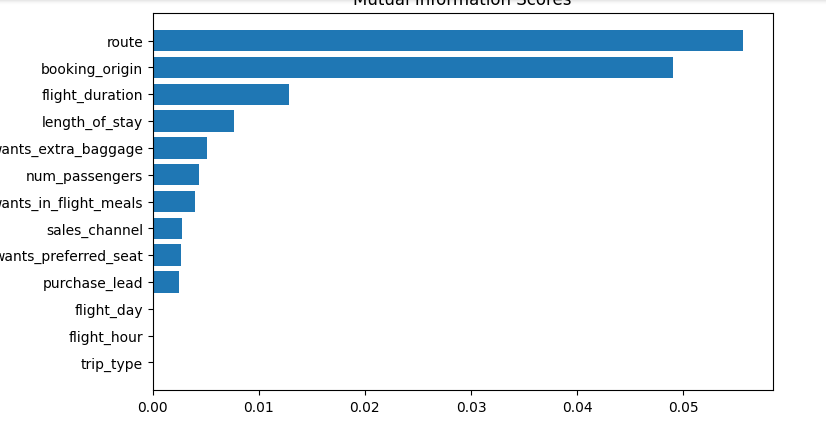 Mutual Information Scores
route
booking_origin
flight_duration
length_of_stay
wants_extra_baggage
num_passengers
wants_in_flight_meals
sales_channel
wants_preferred_seat
purchase_lead
flight_day
flight_hour
trip_type
0.00 0.01 0.02 0.03 0.04 0.05